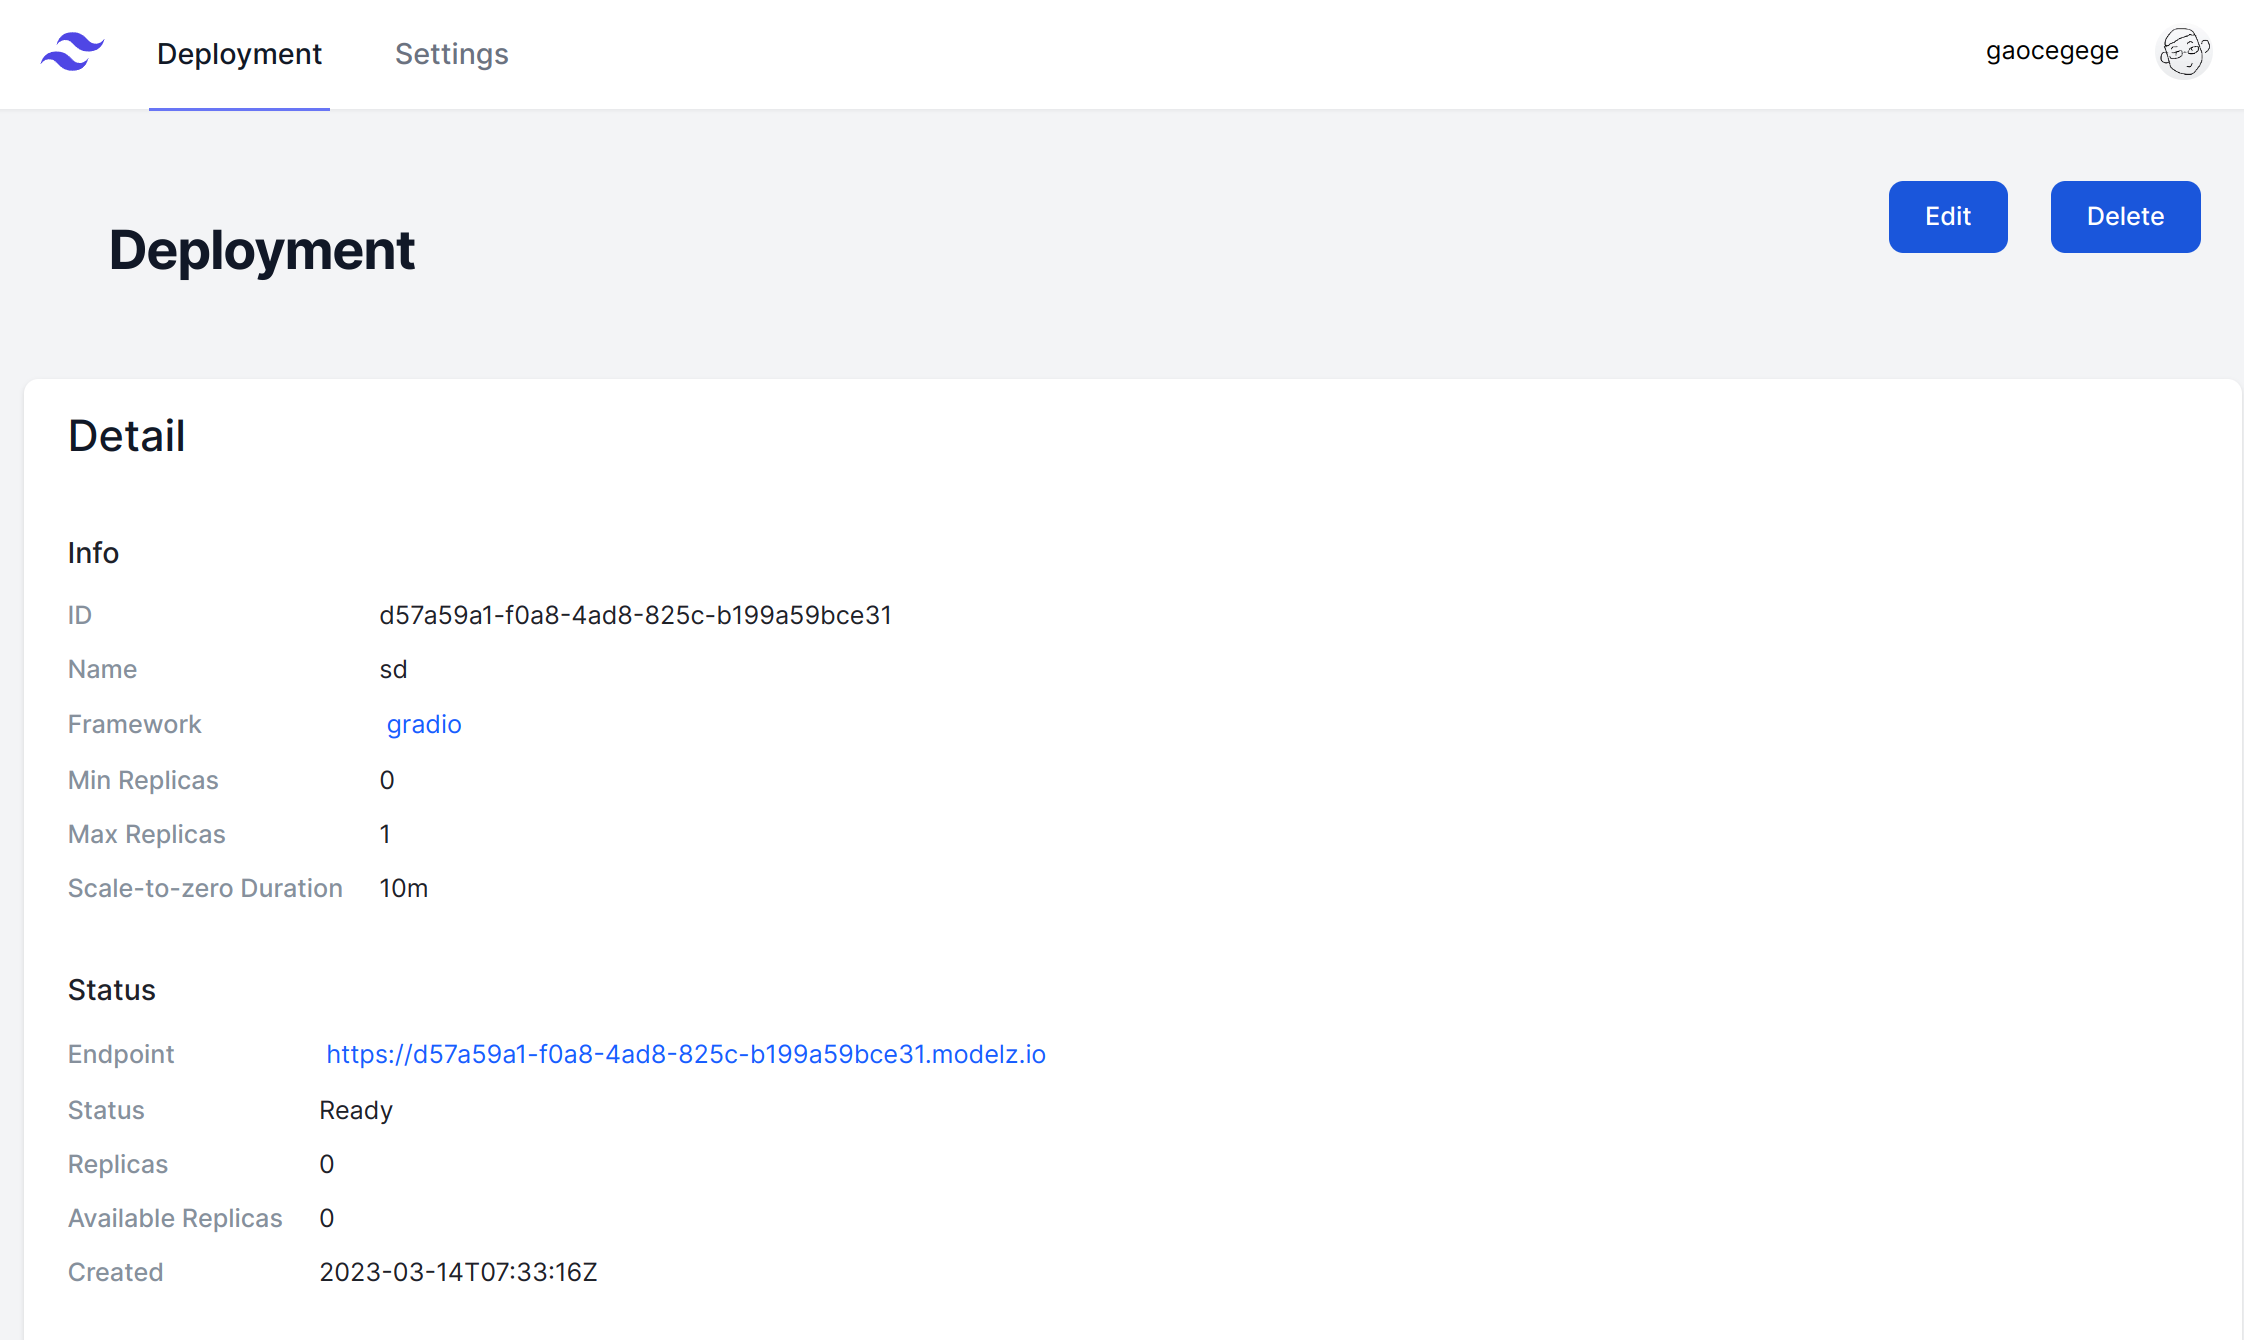 Deployment Settings gaocegege
Deployment Edit Delete
Detail
Info
ID d57a59a1-f0a8-4ad8-825c-b199a59bce31
Name sd
Framework gradio
Min Replicas 0
Max Replicas 1
Scale-to-zero Duration 10m
Status
Endpoint https://d57a59a1-f0a8-4ad8-825c-b199a59bce31.modelz.io
Status Ready
Replicas 0
Available Replicas 0
Created 2023-03-14T07:33:16Z